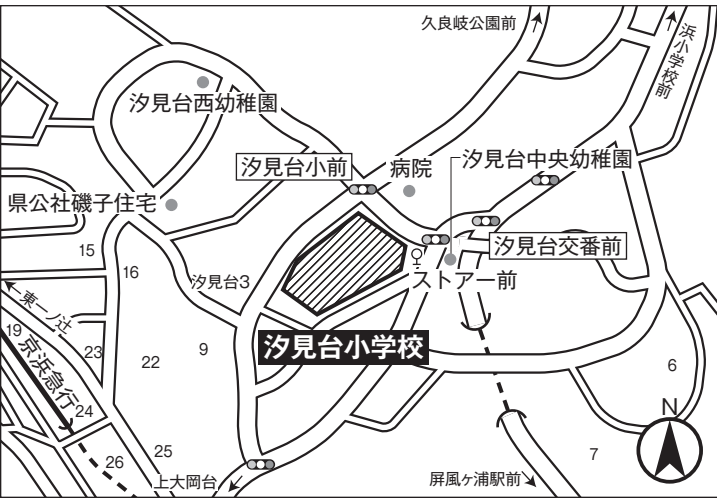 久良岐公園前
浜小学校前
汐見台西幼稚園
汐見台小前
病院
汐見台中央幼稚園
県公社磯子住宅
汐見台交番前
15
16
汐見台3
ストアー前
東一ノ辻
19
京浜急行
23
22
9
汐見台小学校
6
24
N
25
26
上大岡台
7
屏風ヶ浦駅前